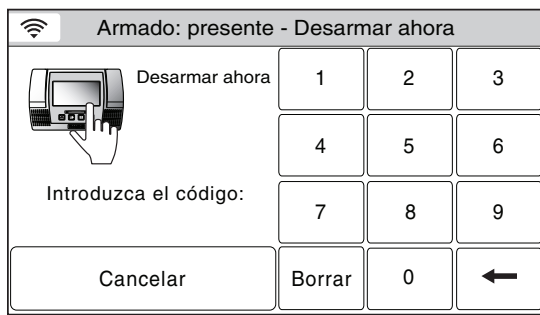 Armado: presente - Desarmar ahora
Desarmar ahora
1 2 3
4 5 6
Introduzca el código:
7 8 9
Cancelar Borrar 0